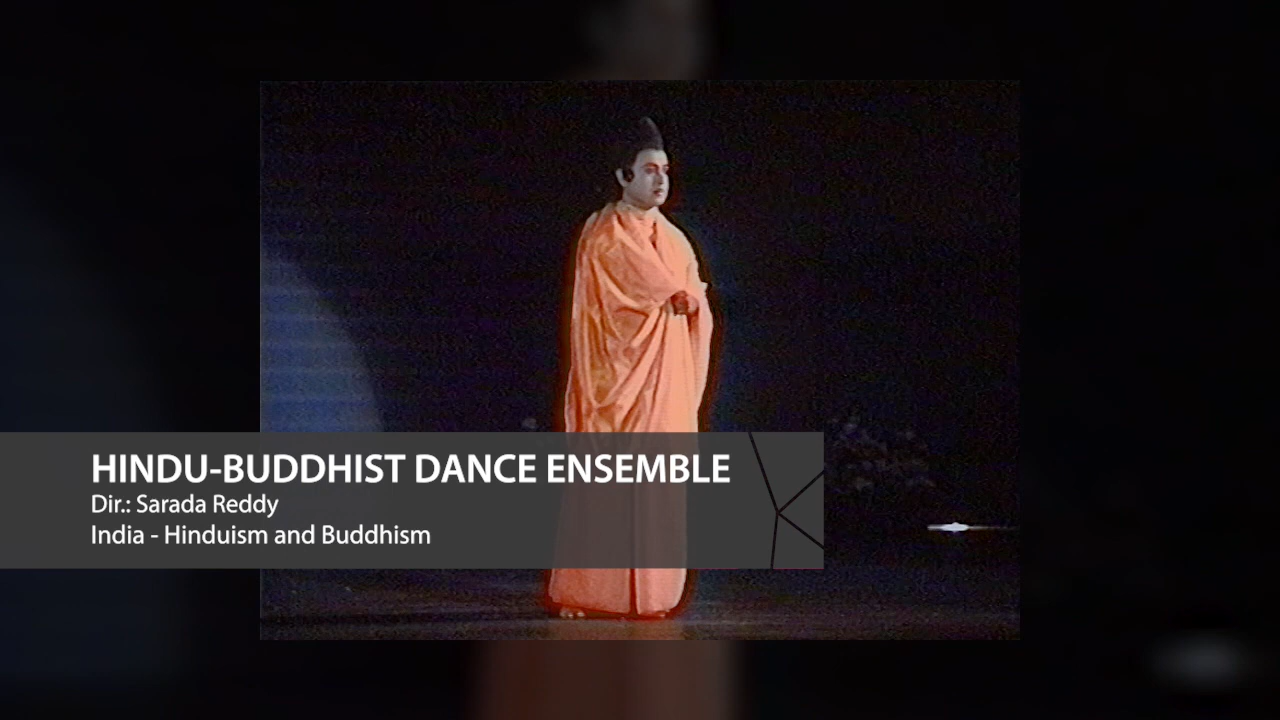 HINDU-BUDDHIST DANCE ENSEMBLE
Dir.: Sarada Reddy
India - Hinduism and Buddhism